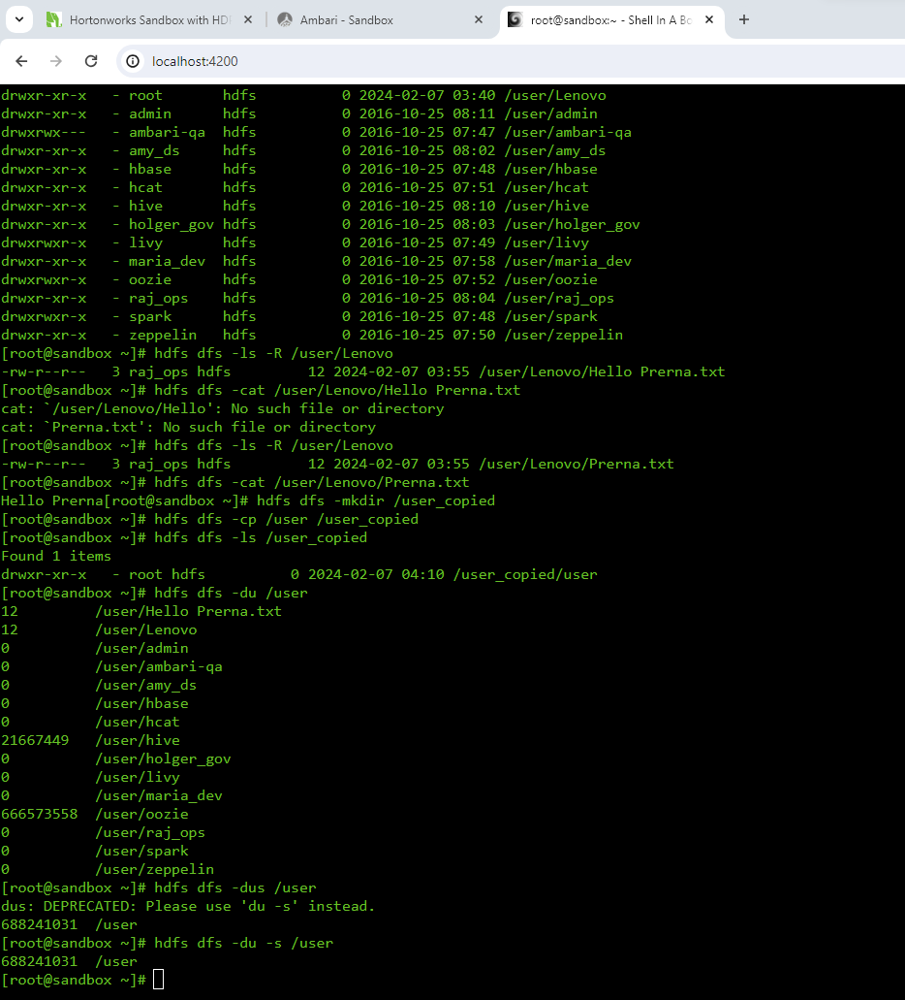 Hortonworks Sandbox with HD
Ambari - Sandbox
root@sandbox:~ - Shell In A Bo
localhost:4200
drwxr-xr-x   - root       hdfs          0 2024-02-07 03:40 /user/Lenovo
drwxr-xr-x   - admin      hdfs          0 2016-10-25 08:11 /user/admin
drwxrwx---   - ambari-qa  hdfs          0 2016-10-25 07:47 /user/ambari-qa
drwxr-xr-x   - amy_ds     hdfs          0 2016-10-25 08:02 /user/amy_ds
drwxr-xr-x   - hbase      hdfs          0 2016-10-25 07:48 /user/hbase
drwxr-xr-x   - hcat       hdfs          0 2016-10-25 07:51 /user/hcat
drwxr-xr-x   - hive       hdfs          0 2016-10-25 08:10 /user/hive
drwxr-xr-x   - holger_gov hdfs          0 2016-10-25 08:03 /user/holger_gov
drwxrwxr-x   - livy       hdfs          0 2016-10-25 07:49 /user/livy
drwxr-xr-x   - maria_dev  hdfs          0 2016-10-25 07:58 /user/maria_dev
drwxrwxr-x   - oozie      hdfs          0 2016-10-25 07:52 /user/oozie
drwxr-xr-x   - raj_ops    hdfs          0 2016-10-25 08:04 /user/raj_ops
drwxrwxr-x   - spark      hdfs          0 2016-10-25 07:48 /user/spark
drwxr-xr-x   - zeppelin   hdfs          0 2016-10-25 07:50 /user/zeppelin
[root@sandbox ~]# hdfs dfs -ls -R /user/Lenovo
-rw-r--r--   3 raj_ops hdfs         12 2024-02-07 03:55 /user/Lenovo/Hello Prerna.txt
[root@sandbox ~]# hdfs dfs -cat /user/Lenovo/Hello Prerna.txt
cat: `/user/Lenovo/Hello': No such file or directory
cat: `Prerna.txt': No such file or directory
[root@sandbox ~]# hdfs dfs -ls -R /user/Lenovo
-rw-r--r--   3 raj_ops hdfs         12 2024-02-07 03:55 /user/Lenovo/Prerna.txt
[root@sandbox ~]# hdfs dfs -cat /user/Lenovo/Prerna.txt
Hello Prerna[root@sandbox ~]# hdfs dfs -mkdir /user_copied
[root@sandbox ~]# hdfs dfs -cp /user /user_copied
[root@sandbox ~]# hdfs dfs -ls /user_copied
Found 1 items
drwxr-xr-x   - root hdfs          0 2024-02-07 04:10 /user_copied/user
[root@sandbox ~]# hdfs dfs -du /user
12         /user/Hello Prerna.txt
12         /user/Lenovo
0          /user/admin
0          /user/ambari-qa
0          /user/amy_ds
0          /user/hbase
0          /user/hcat
21667449   /user/hive
0          /user/holger_gov
0          /user/livy
0          /user/maria_dev
666573558  /user/oozie
0          /user/raj_ops
0          /user/spark
0          /user/zeppelin
[root@sandbox ~]# hdfs dfs -dus /user
dus: DEPRECATED: Please use 'du -s' instead.
688241031  /user
[root@sandbox ~]# hdfs dfs -du -s /user
688241031  /user
[root@sandbox ~]#